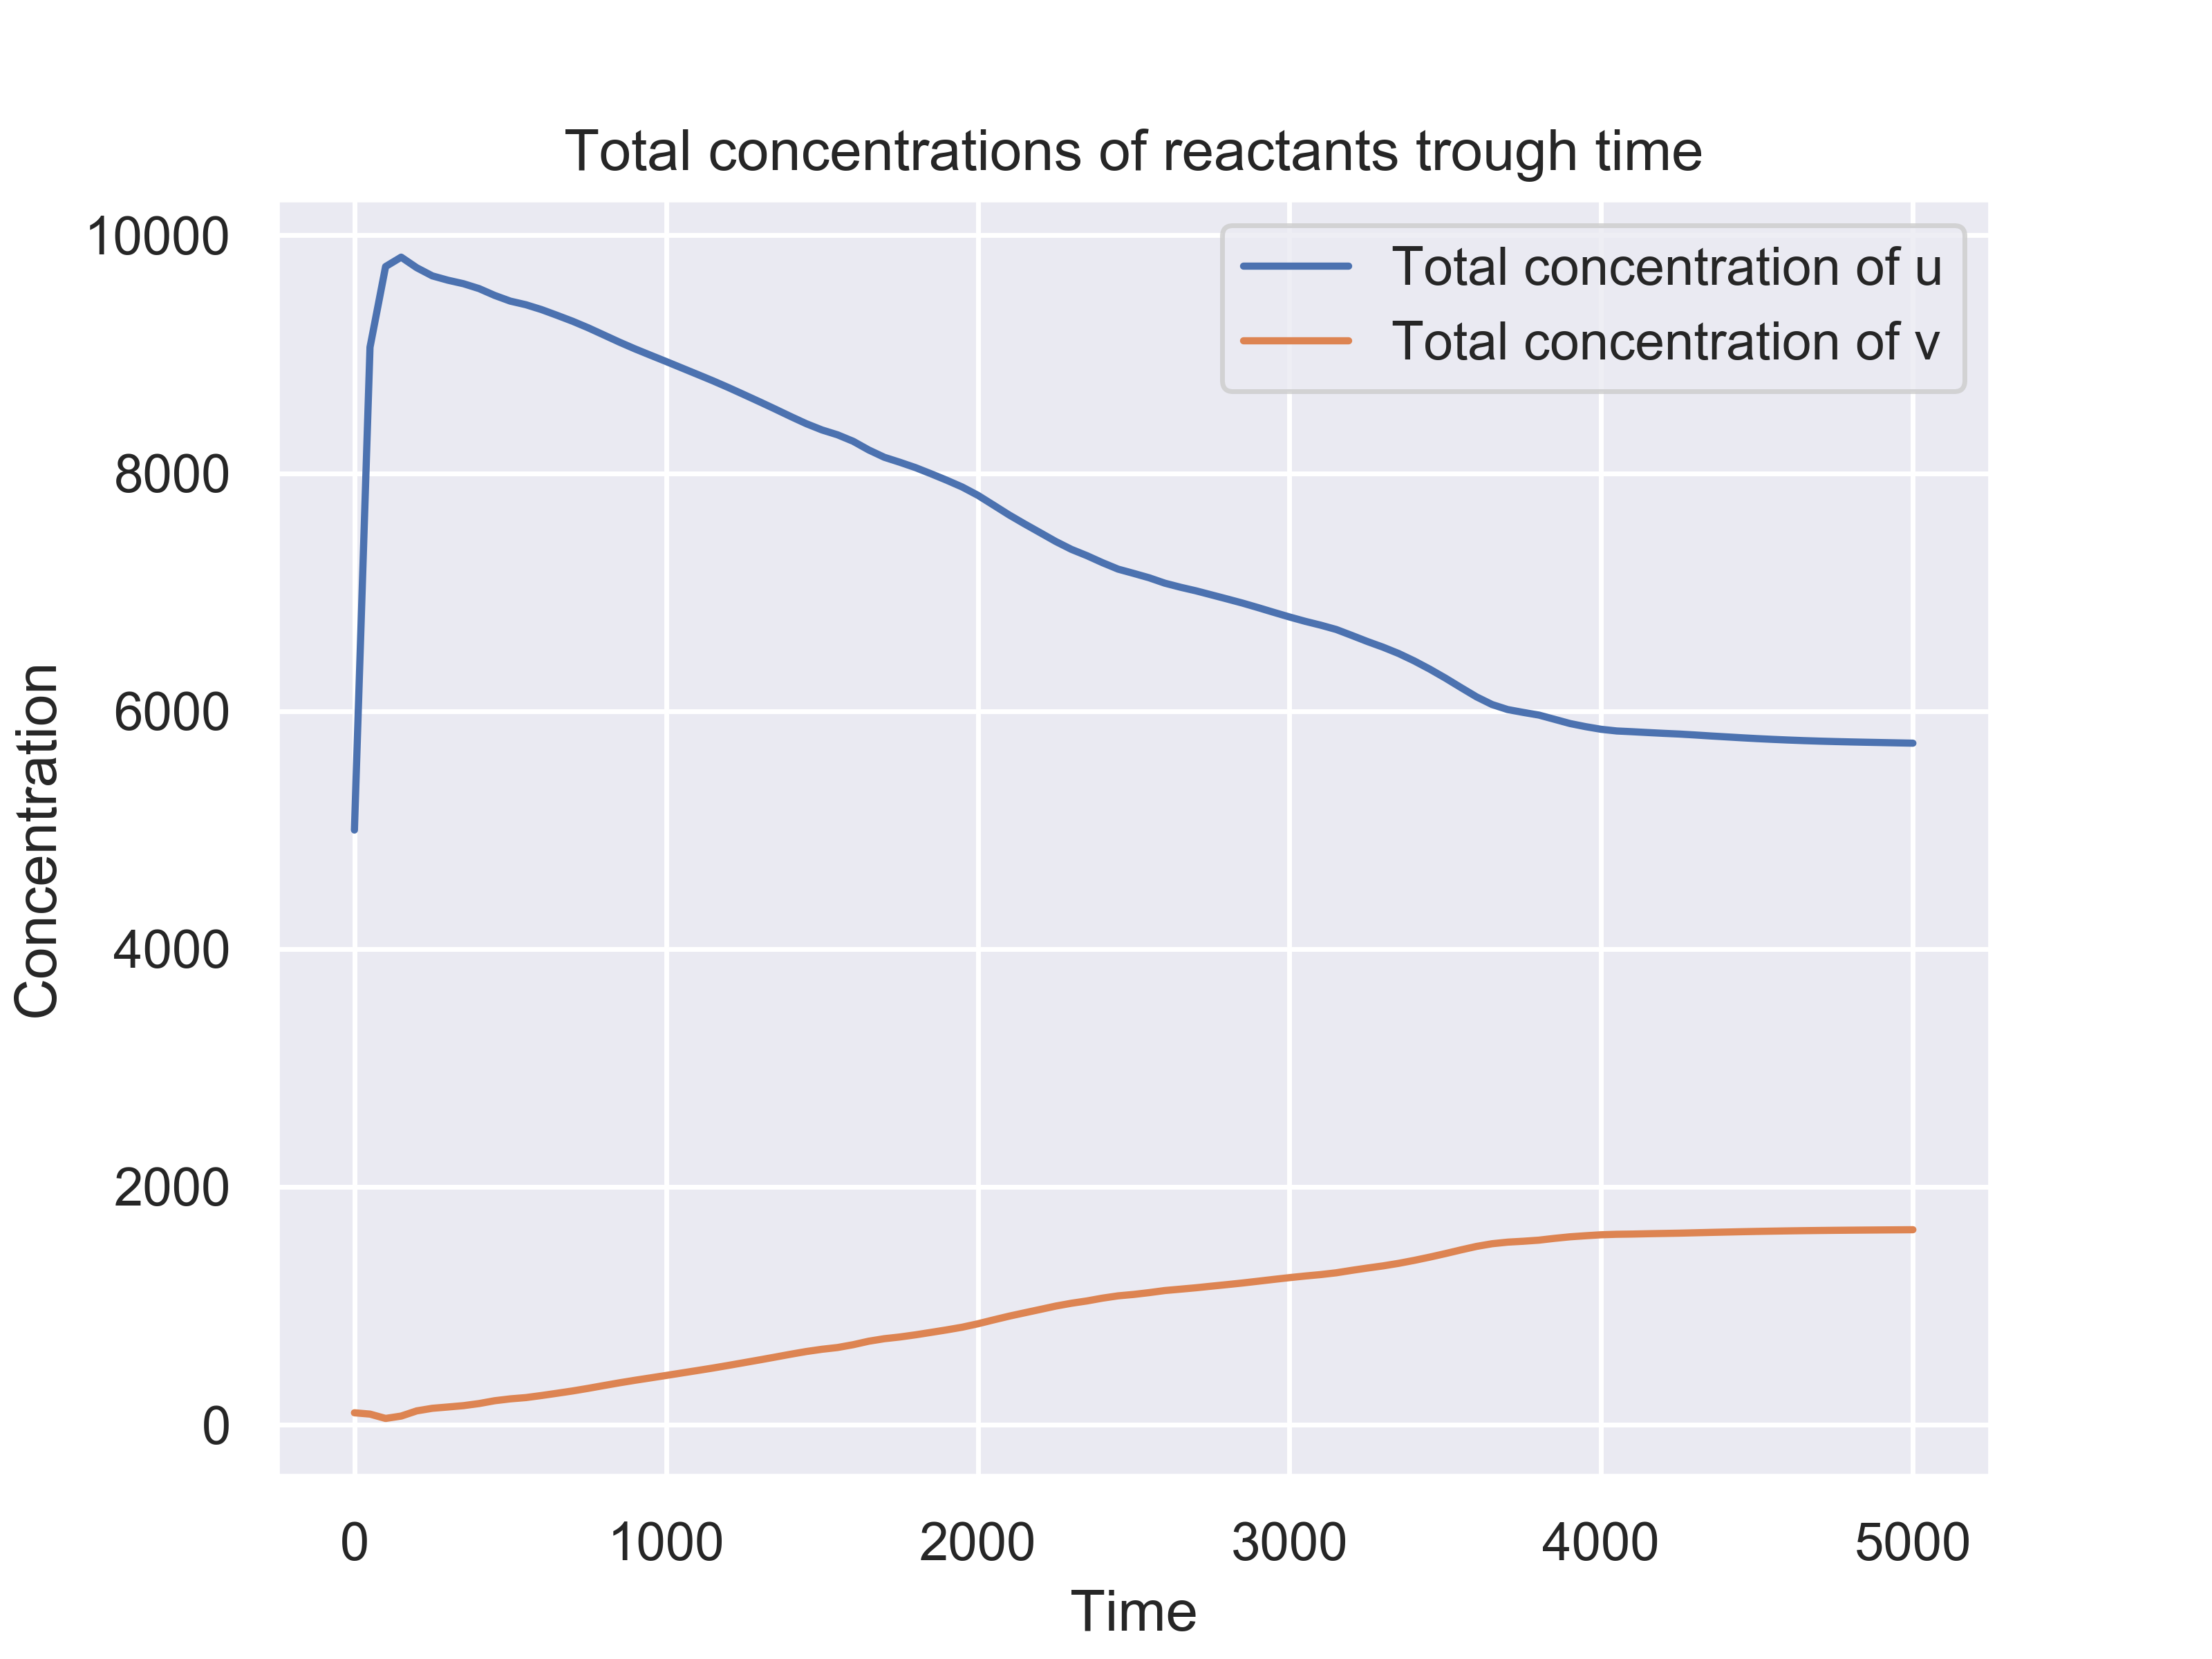 Total concentrations of reactants trough time
Total concentration of u
Total concentration of v
Concentration
10000
8000
6000
4000
2000
0
0 1000 2000 3000 4000 5000
Time